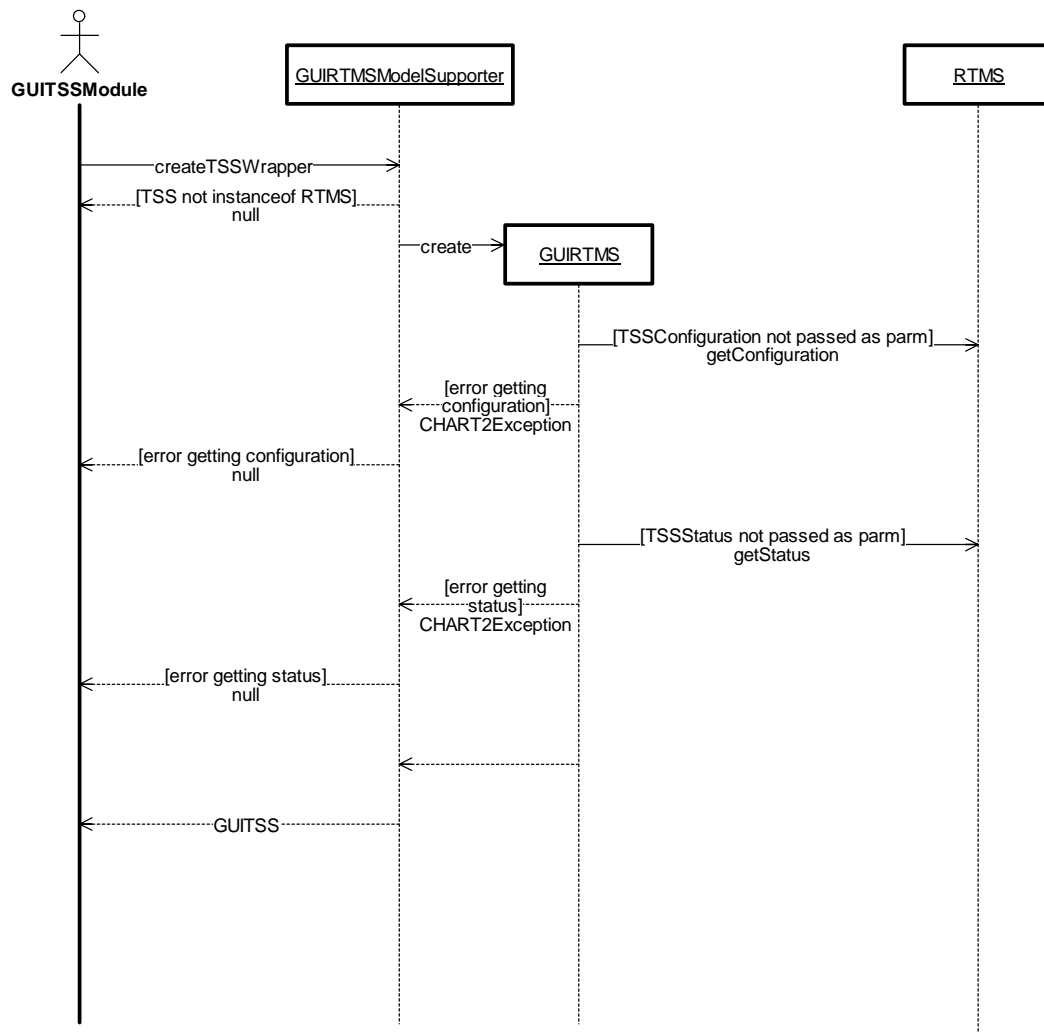 GUITSSModule
GUIRTMSModelSupporter
RTMS
createTSSWrapper
[TSS not instanceof RTMS]
null
create
GUIRTMS
[TSSConfiguration not passed as parm]
getConfiguration
[error getting
configuration]
CHART2Exception
[error getting configuration]
null
[TSSStatus not passed as parm]
getStatus
[error getting
status]
CHART2Exception
[error getting status]
null
GUITSS